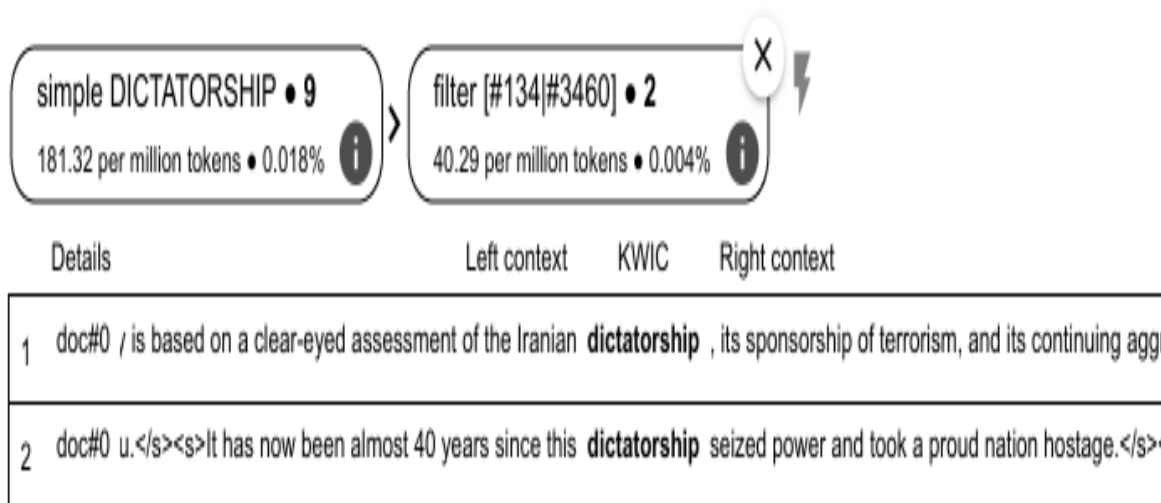 simple DICTATORSHIP ● 9
181.32 per million tokens ● 0.018% i
>
filter [#134|#3460] ● 2
40.29 per million tokens ● 0.004% i
X
Details Left context KWIC Right context
1 doc#0 / is based on a clear-eyed assessment of the Iranian dictatorship , its sponsorship of terrorism, and its continuing
2 doc#0 u.</s><s>It has now been almost 40 years since this dictatorship seized power and took a proud nation hostage.</s><